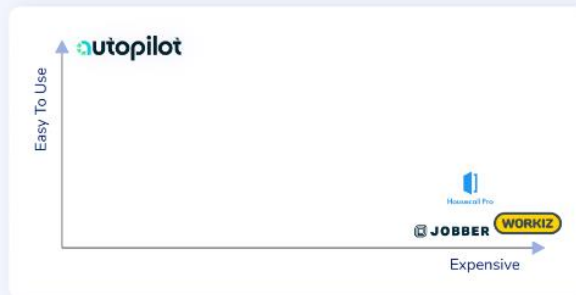 autopilot
Easy To Use
Housecall Pro
JOBBER
WORKIZ
Expensive